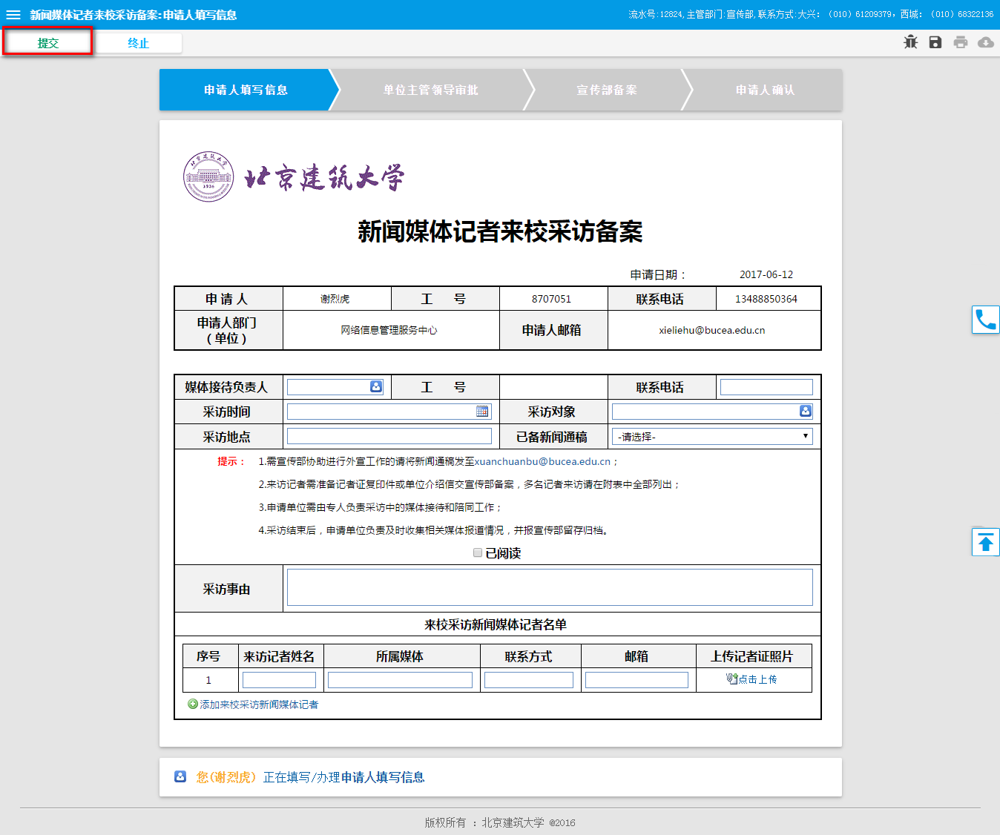 新闻媒体记者来校采访备案:申请人填写信息
流水号:12824,主管部门:宣传部,联系方式:大兴：（010）61209379，西城：（010）68322136
提交
终止
申请人填写信息
单位主管领导审批
宣传部备案
申请人确认
北京建筑大学
1936
北京建筑大学
新闻媒体记者来校采访备案
申请日期： 2017-06-12
申 请 人 谢烈虎 工 号 8707051 联系电话 13488850364
申请人部门（单位） 网络信息管理服务中心 申请人邮箱 xieliehu@bucea.edu.cn
媒体接待负责人 工 号 联系电话
采访时间 采访对象
采访地点 已备新闻通稿 -请选择-
提示： 1.需宣传部协助进行外宣工作的请将新闻通稿发至xuanchuanbu@bucea.edu.cn；
2.来访记者需准备记者证复印件或单位介绍信交宣传部备案，多名记者来访请在附表中全部列出；
3.申请单位需由专人负责采访中的媒体接待和陪同工作；
4.采访结束后，申请单位负责及时收集相关媒体报道情况，并报宣传部留存归档。
已阅读
采访事由
来校采访新闻媒体记者名单
序号 来访记者姓名 所属媒体 联系方式 邮箱 上传记者证照片
1 点击上传
添加来校采访新闻媒体记者
您(谢烈虎) 正在填写/办理申请人填写信息
版权所有 ： 北京建筑大学 @2016